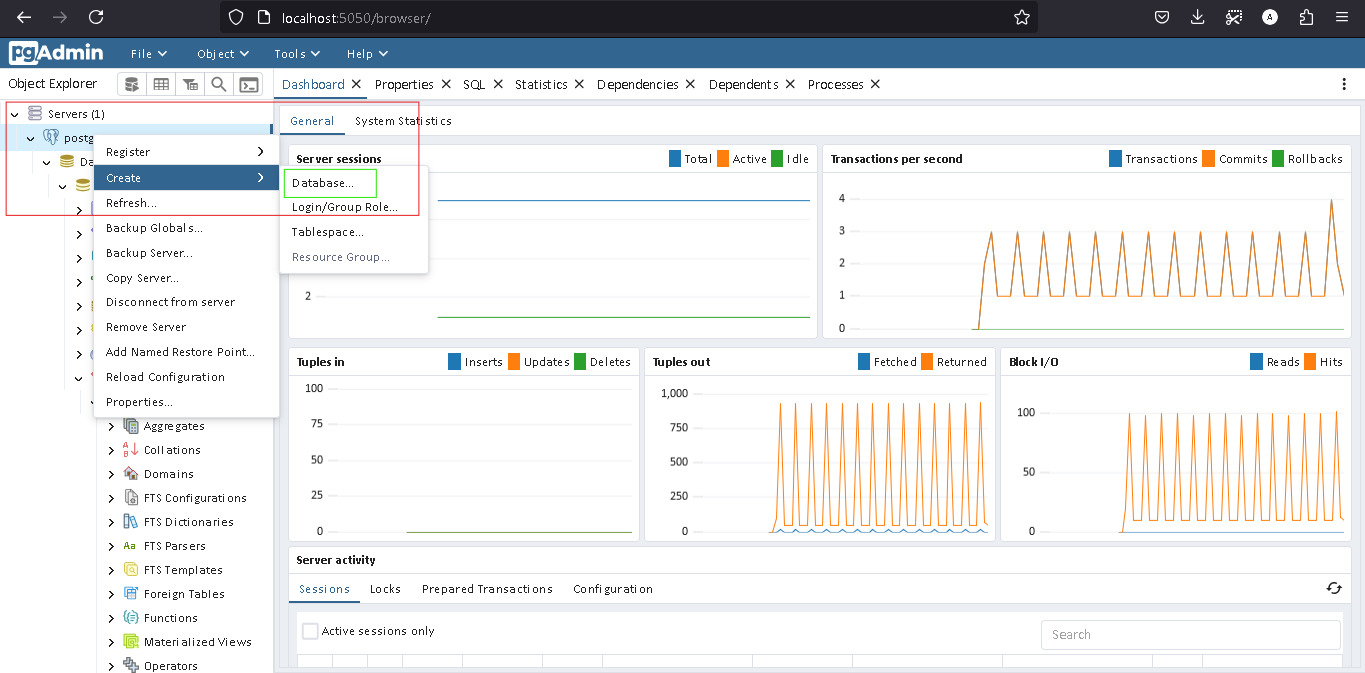 localhost:5050/browser/
A
pgAdmin File Object Tools Help
Object Explorer
Dashboard Properties SQL Statistics Dependencies Dependents Processes
Servers (1)
postg
Da
Register
Create
Refresh...
Backup Globals...
Backup Server...
Copy Server...
Disconnect from server
Remove Server
Add Named Restore Point...
Reload Configuration
Properties...
Database...
Login/Group Role...
Tablespace...
Resource Group...
Aggregates
Collations
Domains
FTS Configurations
FTS Dictionaries
Aa FTS Parsers
FTS Templates
Foreign Tables
Functions
Materialized Views
Operators
General System Statistics
Server sessions Total Active Idle
2
Transactions per second Transactions Commits Rollbacks
4
3
2
1
0
Tuples in Inserts Updates Deletes
100
75
50
25
0
Tuples out Fetched Returned
1,000
750
500
250
0
Block I/O Reads Hits
100
50
0
Server activity
Sessions Locks Prepared Transactions Configuration
Active sessions only Search